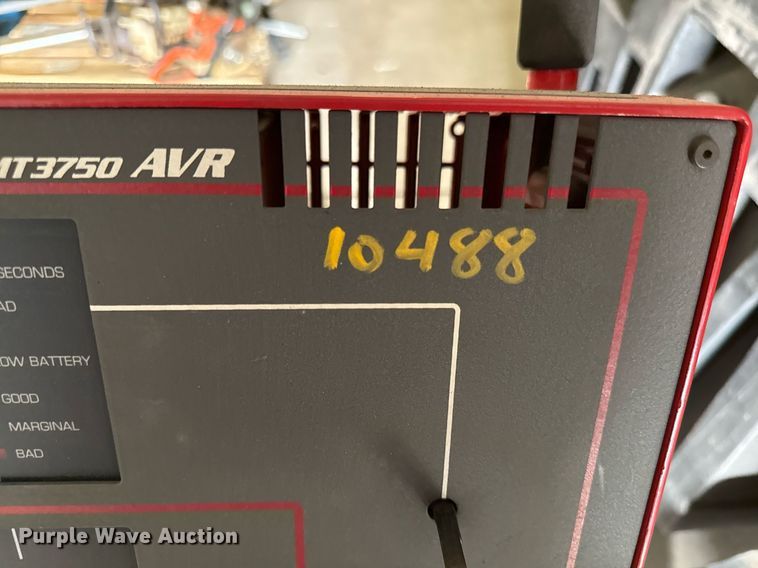 MT3750 AVR
10488
SECONDS
AD
OW BATTERY
GOOD
MARGINAL
BAD
Purple Wave Auction